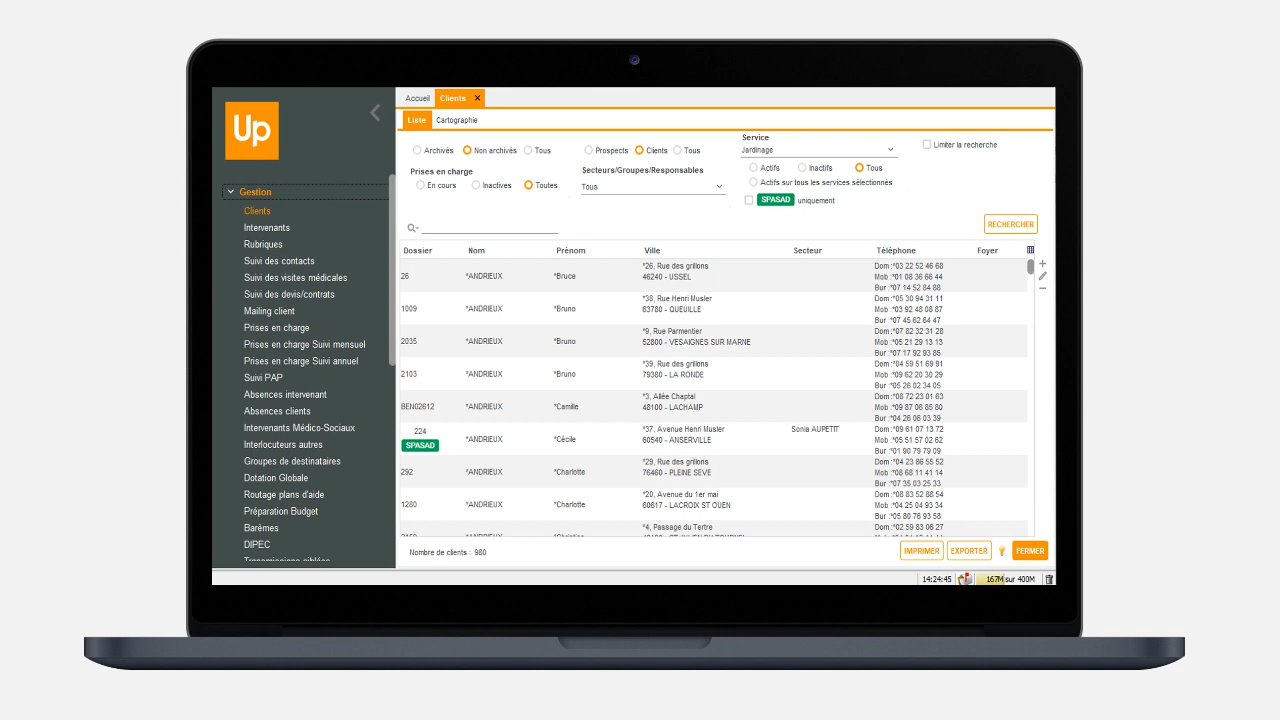 Up
Gestion
Clients
Intervenants
Rubriques
Suivi des contacts
Suivi des visites médicales
Suivi des devis/contrats
Mailing client
Prises en charge
Prises en charge Suivi mensuel
Prises en charge Suivi annuel
Suivi PAP
Absences intervenant
Absences clients
Intervenants Médico-Sociaux
Interlocuteurs autres
Groupes de destinataires
Dotation Globale
Routage plans d'aide
Préparation Budget
Barèmes
DIPEC
Accueil Clients X
Liste Cartographie
Archivés Non archivés Tous
Prospects Clients Tous
Service
Jardinage
Limiter la recherche
Prises en charge
En cours Inactives Toutes
Secteurs/Groupes/Responsables
Tous
Actifs Inactifs Tous
Actifs sur tous les services sélectionnés
SPASAD uniquement
RECHERCHER
Dossier Nom Prénom Ville Secteur Téléphone Foyer
26 *ANDRIEUX *Bruce *26, Rue des grillons
46240 - USSEL
Dom :*03 22 52 46 68
Mob :*01 08 36 66 44
Bur :*07 14 52 84 88
1009 *ANDRIEUX *Bruno *38, Rue Henri Musler
63780 - QUEUILLE
Dom :*05 30 94 31 11
Mob :*03 92 48 08 87
Bur :*07 45 62 64 47
2035 *ANDRIEUX *Bruno *9, Rue Parmentier
52800 - VESAIGNES SUR MARNE
Dom :*07 82 32 31 28
Mob :*05 21 29 13 13
Bur :*07 17 92 93 85
2103 *ANDRIEUX *Bruno *39, Rue des grillons
79380 - LA RONDE
Dom :*04 59 51 69 91
Mob :*09 62 20 30 29
Bur :*05 26 02 34 05
BEN02612 *ANDRIEUX *Camille *3, Allée Chaptal
48100 - LACHAMP
Dom :*08 72 23 01 63
Mob :*09 87 06 85 80
Bur :*04 26 06 03 39
224
SPASAD
*ANDRIEUX *Cécile *37, Avenue Henri Musler
60540 - ANSERVILLE
Sonia AUPETIT
Dom :*09 61 07 13 72
Mob :*05 51 57 02 62
Bur :*01 90 79 79 09
292 *ANDRIEUX *Charlotte *29, Rue des grillons
76460 - PLEINE SEVE
Dom :*04 23 86 55 52
Mob :*08 68 11 41 14
Bur :*07 35 03 25 33
1280 *ANDRIEUX *Charlotte *20, Avenue du 1er mai
60617 - LACROIX ST OUEN
Dom :*08 83 52 88 54
Mob :*04 25 04 93 34
Bur :*05 80 76 93 58
*4, Passage du Tertre
Dom :*02 59 83 06 27
Nombre de clients : 980
IMPRIMER EXPORTER FERMER
14:24:45 167M sur 400M